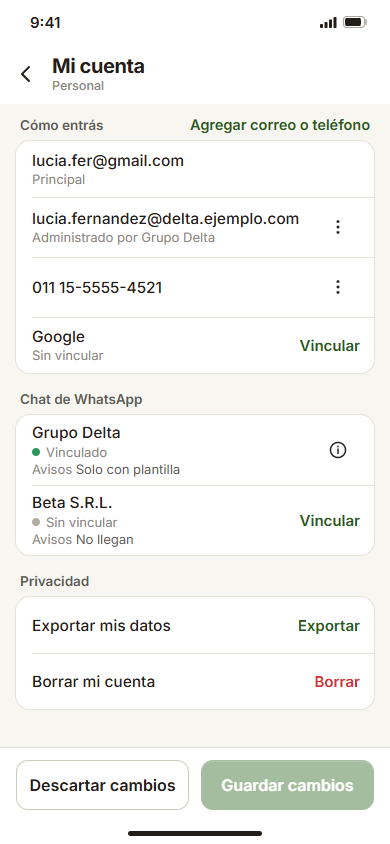 9:41
Mi cuenta
Personal
Cómo entrás
Agregar correo o teléfono
lucia.fer@gmail.com
Principal
lucia.fernandez@delta.ejemplo.com
Administrado por Grupo Delta
011 15-5555-4521
Google
Sin vincular
Vincular
Chat de WhatsApp
Grupo Delta
Vinculado
Avisos Solo con plantilla
Beta S.R.L.
Sin vincular
Avisos No llegan
Vincular
Privacidad
Exportar mis datos
Exportar
Borrar mi cuenta
Borrar
Descartar cambios
Guardar cambios